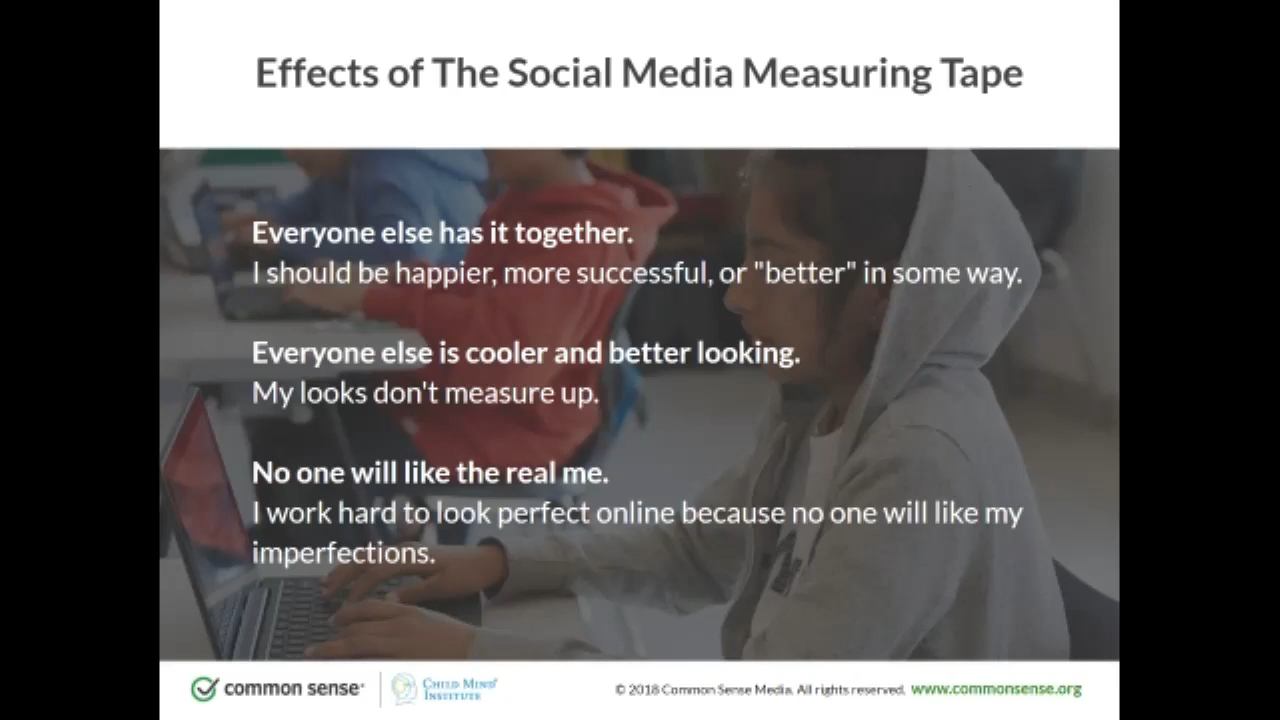 Effects of The Social Media Measuring Tape
Everyone else has it together.
I should be happier, more successful, or "better" in some way.
Everyone else is cooler and better looking.
My looks don't measure up.
No one will like the real me.
I work hard to look perfect online because no one will like my
imperfections.
common sense®
CHILD MIND®
INSTITUTE
© 2018 Common Sense Media. All rights reserved. www.commonsense.org